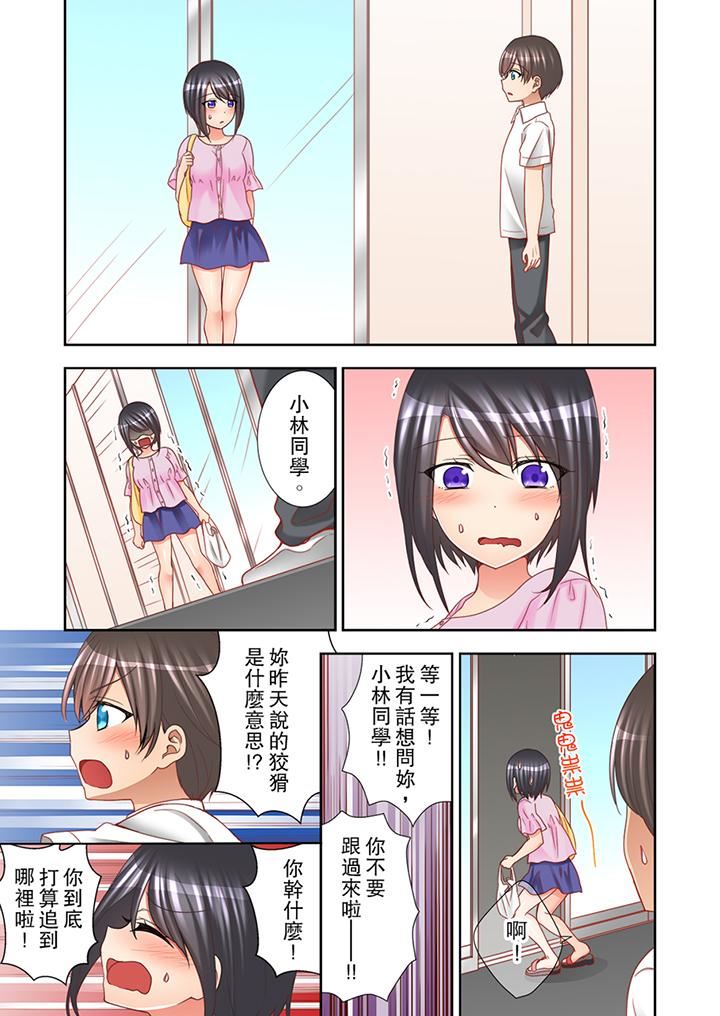 小林同學。
鬼鬼祟祟
啊！
等一等！
我有話想問妳，
小林同學!!
你不要
跟過來啦
——!!
妳昨天說的狡猾
是什麼意思!?
你幹什麼！
你到底
打算追到
哪裡啦！